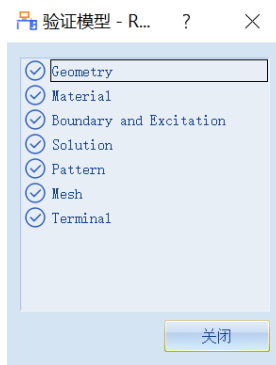 验证模型 - R... ?
Geometry
Material
Boundary and Excitation
Solution
Pattern
Mesh
Terminal
关闭